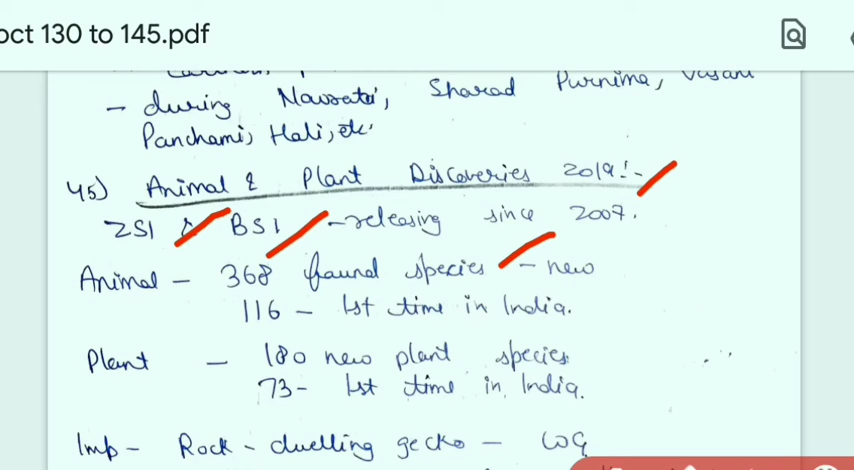 oct 130 to 145.pdf
- during Navratri, Sharad Purnima, Vasant
Panchami, Holi, etc.
45) Animal & Plant Discoveries 2019:-
ZSI & BSI - releasing since 2007.
Animal - 368 faunal species - new
116 - 1st time in India.
Plant - 180 new plant species
73 - 1st time in India.
Imp - Rock - dwelling gecko - WG